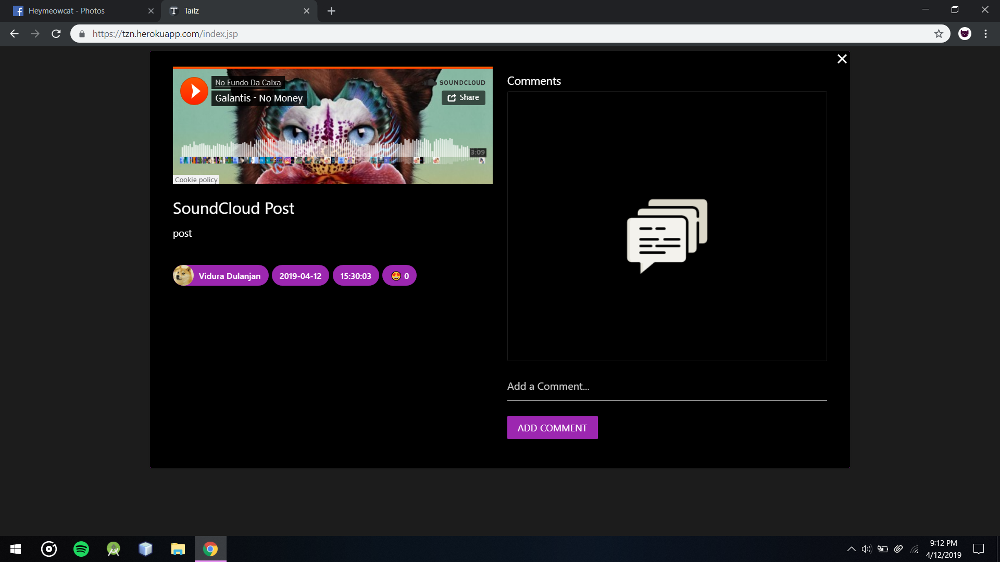 Heymeowcat - Photos
Tailz
https://tzn.herokuapp.com/index.jsp
No Fundo Da Caixa
Galantis - No Money
SOUNDCLOUD
Share
3:09
Cookie policy
SoundCloud Post
post
Vidura Dulanjan
2019-04-12
15:30:03
0
Comments
Add a Comment...
ADD COMMENT
9:12 PM
4/12/2019